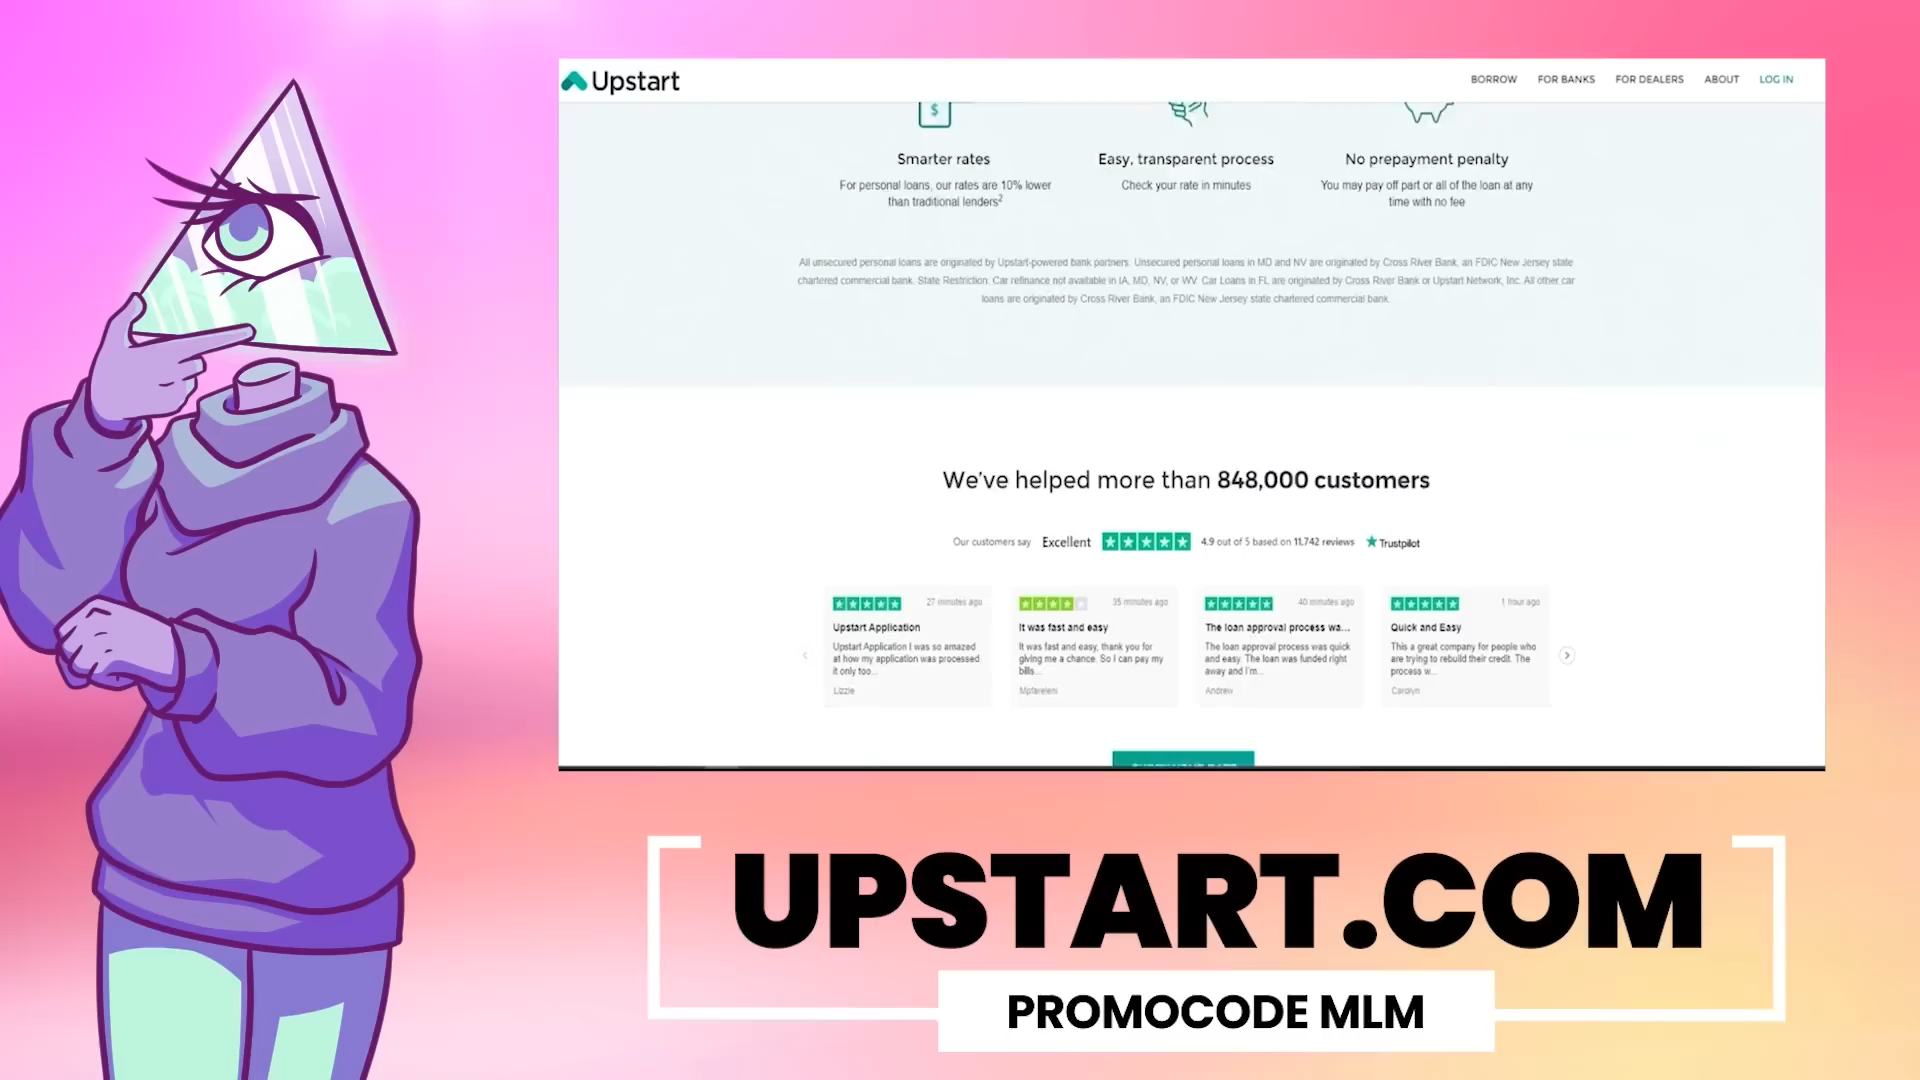 Upstart
BORROW FOR BANKS FOR DEALERS ABOUT LOG IN
$
Smarter rates
For personal loans, our rates are 10% lower
than traditional lenders2
Easy, transparent process
Check your rate in minutes
No prepayment penalty
You may pay off part or all of the loan at any
time with no fee
All unsecured personal loans are originated by Upstart-powered bank partners. Unsecured personal loans in MD and NV are originated by Cross River Bank, an FDIC New Jersey state
chartered commercial bank. State Restriction: Car refinance not available in IA, MD, NV, or WV. Car Loans in FL are originated by Cross River Bank or Upstart Network, Inc. All other car
loans are originated by Cross River Bank, an FDIC New Jersey state chartered commercial bank.
We've helped more than 848,000 customers
Our customers say Excellent 4.9 out of 5 based on 11,742 reviews Trustpilot
27 minutes ago
Upstart Application
Upstart Application I was so amazed
at how my application was processed
it only too...
Lizzie
35 minutes ago
It was fast and easy
It was fast and easy, thank you for
giving me a chance. So I can pay my
bills...
Mpfareleni
40 minutes ago
The loan approval process wa...
The loan approval process was quick
and easy. The loan was funded right
away and I'm...
Andrew
1 hour ago
Quick and Easy
This a great company for people who
are trying to rebuild their credit. The
process w...
Carolyn
UPSTART.COM
PROMOCODE MLM